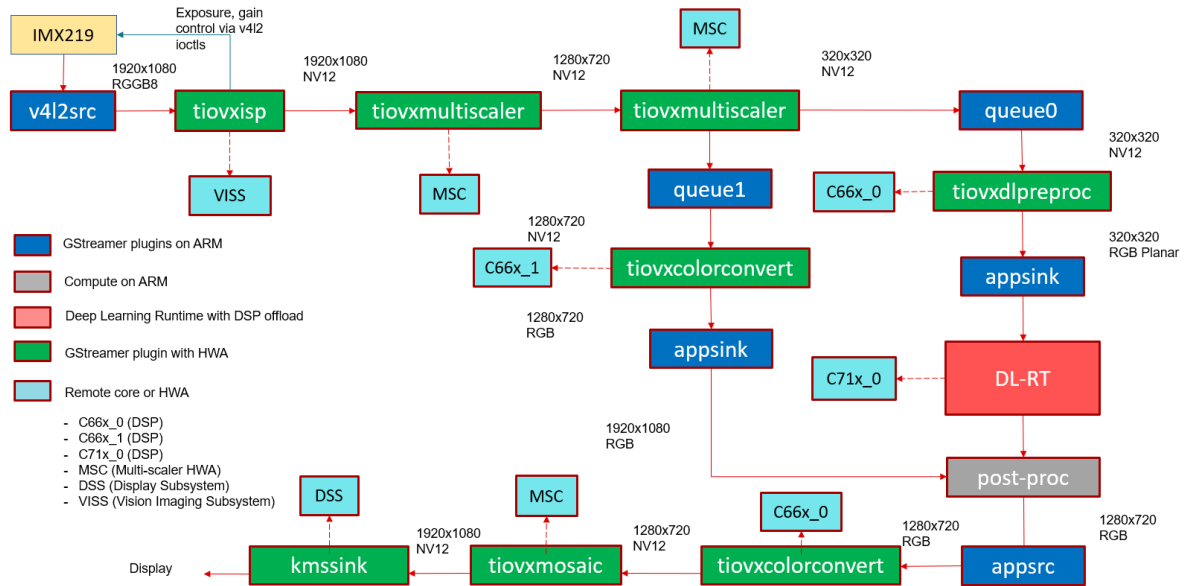 Exposure, gain
control via v4l2
ioctls
IMX219
MSC
1920x1080
RGGB8
1920x1080
NV12
1280x720
NV12
320x320
NV12
v4l2src
tiovxisp
tiovxmultiscaler
tiovxmultiscaler
queue0
320x320
NV12
VISS
MSC
queue1
C66x_0
tiovxdlpreproc
1280x720
NV12
320x320
RGB Planar
GStreamer plugins on ARM
C66x_1
tiovxcolorconvert
appsink
Compute on ARM
1280x720
RGB
Deep Learning Runtime with DSP offload
appsink
GStreamer plugin with HWA
C71x_0
DL-RT
Remote core or HWA
- C66x_0 (DSP)
- C66x_1 (DSP)
- C71x_0 (DSP)
- MSC (Multi-scaler HWA)
- DSS (Display Subsystem)
- VISS (Vision Imaging Subsystem)
1920x1080
RGB
post-proc
DSS
MSC
C66x_0
1920x1080
NV12
1280x720
NV12
1280x720
RGB
1280x720
RGB
Display
kmssink
tiovxmosaic
tiovxcolorconvert
appsrc